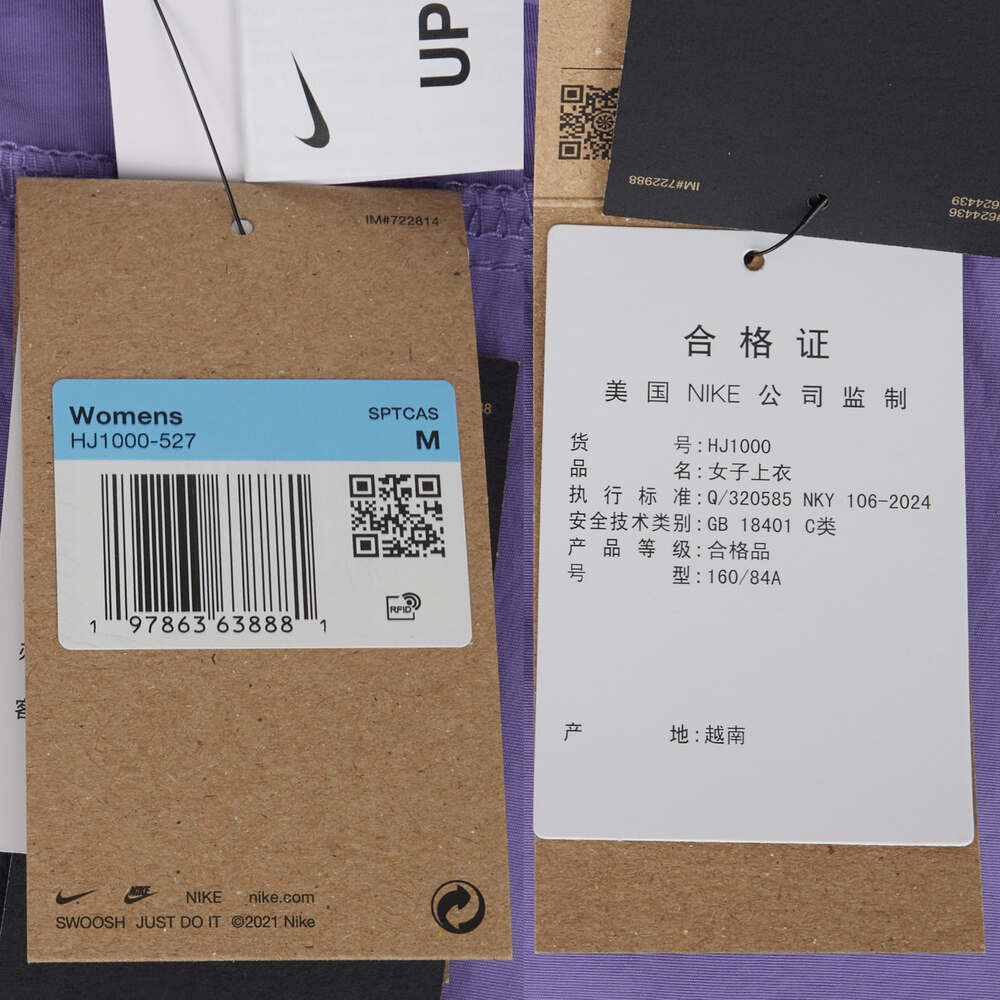 UP
IM#722814
Womens
SPTCAS
HJ1000-527
M
RFID
1 97863 63888 1
NIKE
NIKE nike.com
SWOOSH JUST DO IT ©2021 Nike
IM#722988
#624439
#624436
合格证
美国 NIKE 公司监制
货号:HJ1000
品名:女子上衣
执行标准:Q/320585 NKY 106-2024
安全技术类别:GB 18401 C类
产品等级:合格品
号型:160/84A
产地:越南